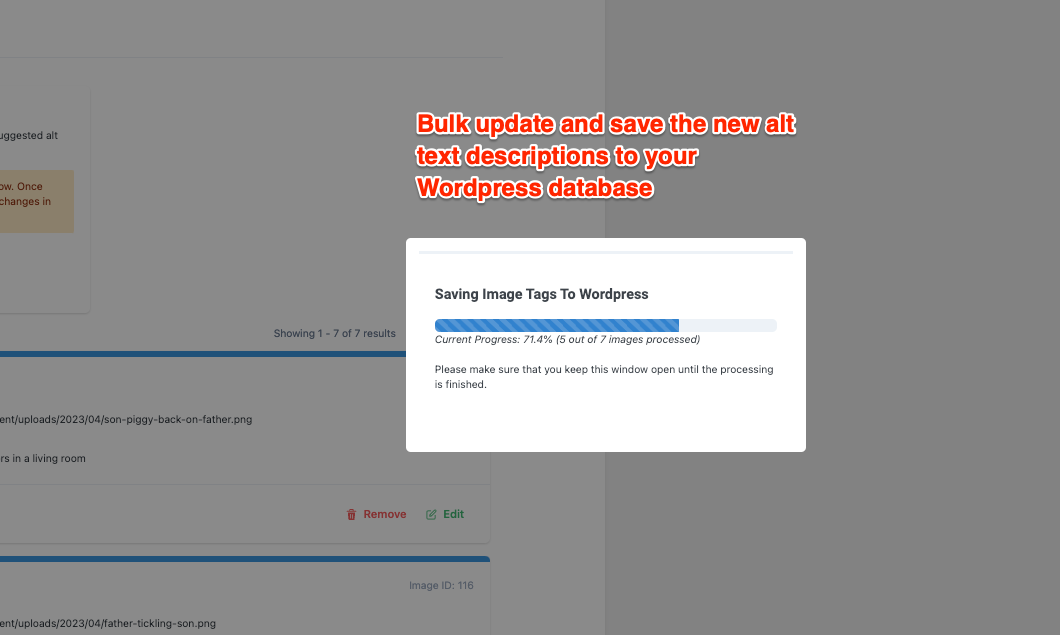 Bulk update and save the new alt
text descriptions to your
Wordpress database
uggested alt
ow. Once
changes in
Saving Image Tags To Wordpress
Current Progress: 71.4% (5 out of 7 images processed)
Please make sure that you keep this window open until the processing
is finished.
Showing 1 - 7 of 7 results
ent/uploads/2023/04/son-piggy-back-on-father.png
rs in a living room
Remove Edit
Image ID: 116
ent/uploads/2023/04/father-tickling-son.png